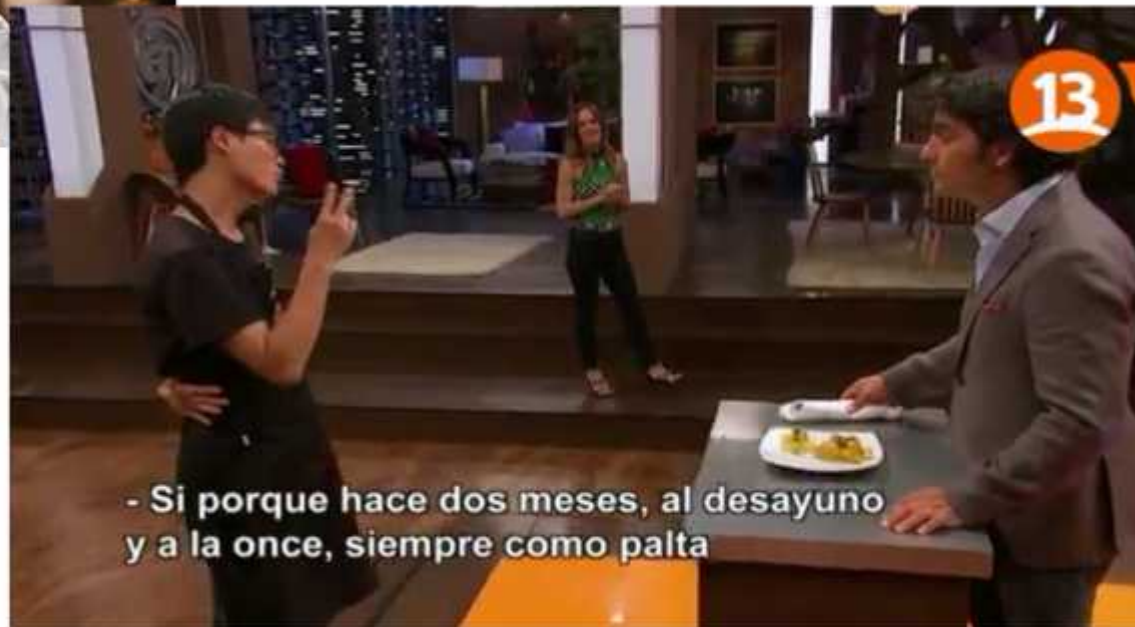 13
- Si porque hace dos meses, al desayuno
y a la once, siempre como palta